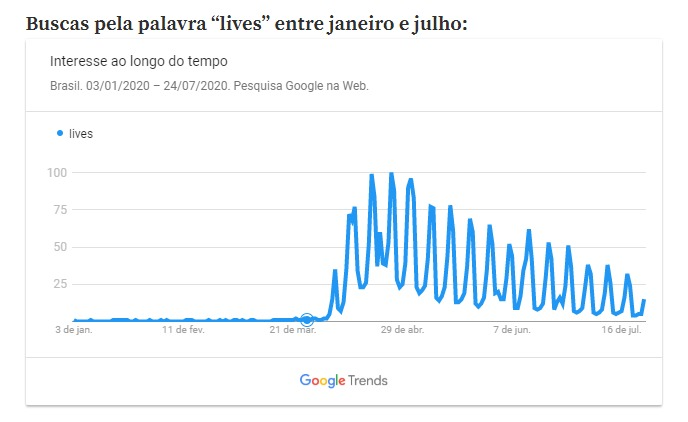 Buscas pela palavra “lives” entre janeiro e julho:
Interesse ao longo do tempo
Brasil. 03/01/2020 – 24/07/2020. Pesquisa Google na Web.
lives
100
75
50
25
3 de jan. 11 de fev. 21 de mar. 29 de abr. 7 de jun. 16 de jul.
Google Trends